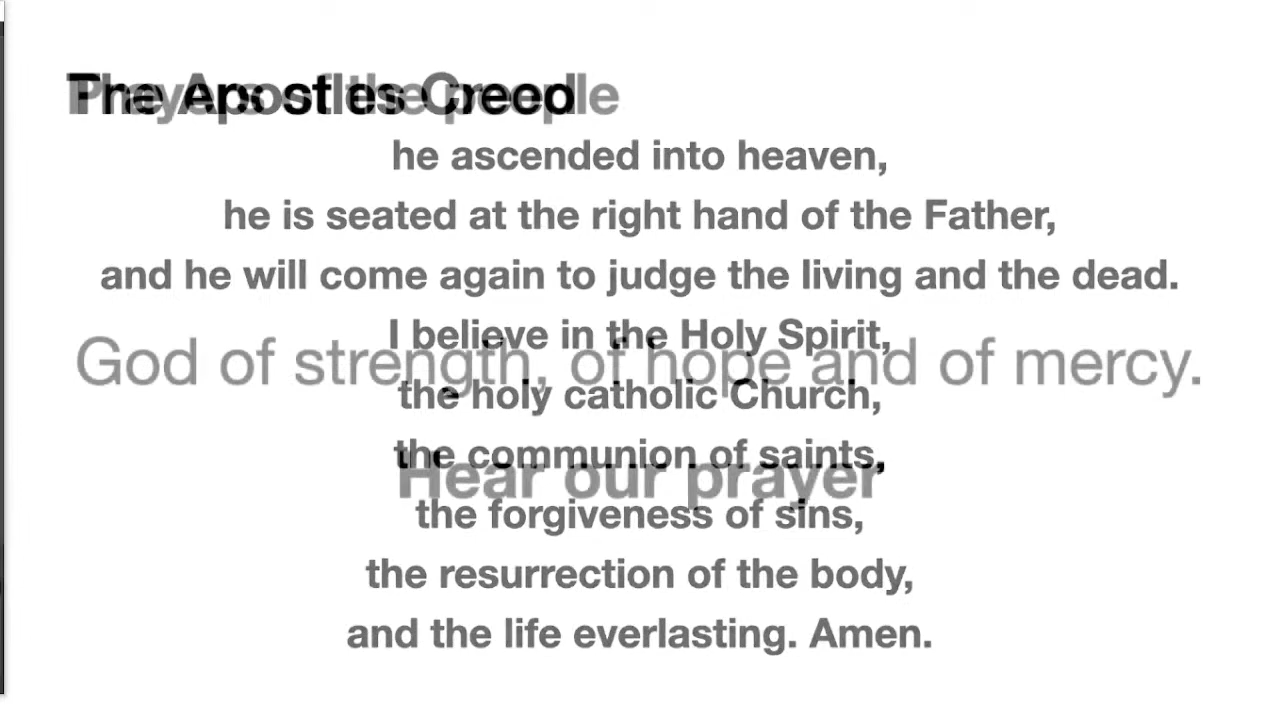 The Apostles Creed
Prayers of the people
he ascended into heaven,
he is seated at the right hand of the Father,
and he will come again to judge the living and the dead.
I believe in the Holy Spirit,
God of strength, of hope and of mercy.
the holy catholic Church,
the communion of saints,
Hear our prayer
the forgiveness of sins,
the resurrection of the body,
and the life everlasting. Amen.